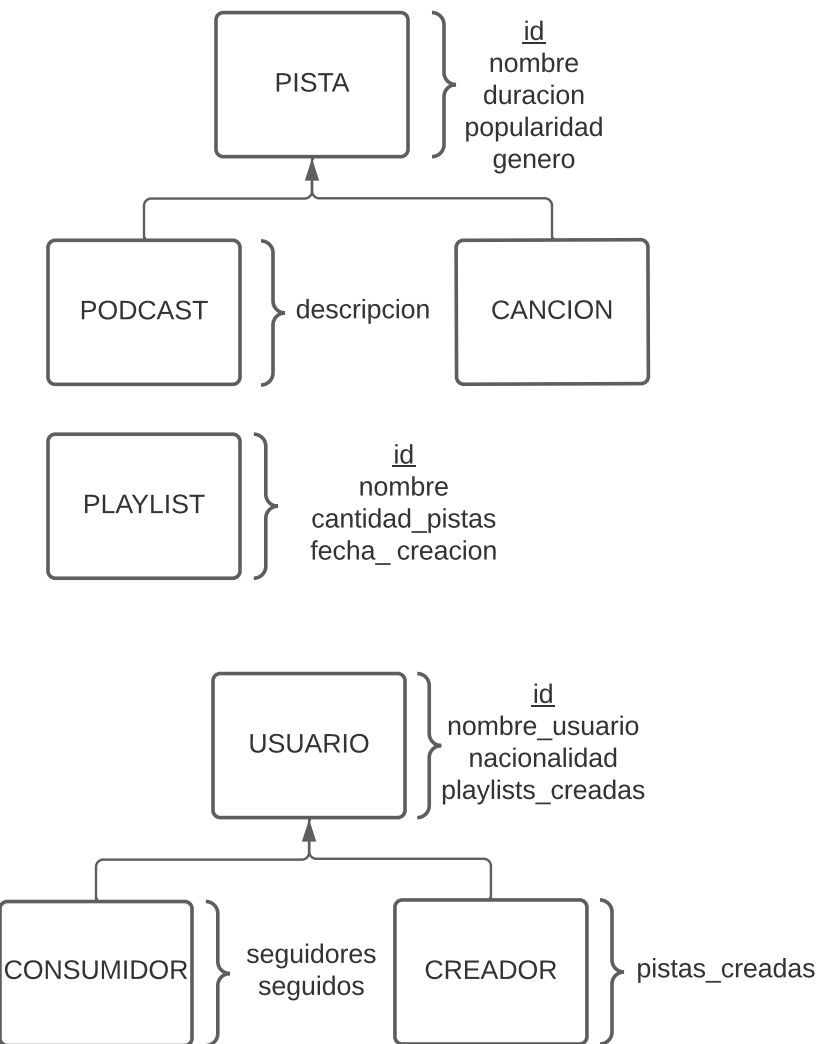 PISTA
id
nombre
duracion
popularidad
genero
PODCAST
descripcion
CANCION
PLAYLIST
id
nombre
cantidad_pistas
fecha_ creacion
USUARIO
id
nombre_usuario
nacionalidad
playlists_creadas
CONSUMIDOR
seguidores
seguidos
CREADOR
pistas_creadas